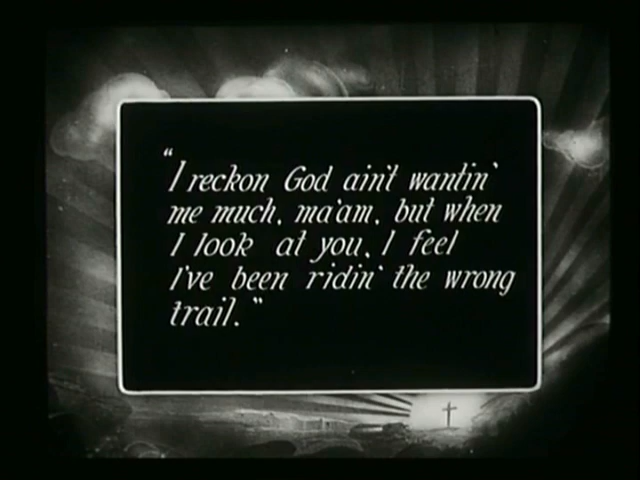 "I reckon God ain't wantin'
me much, ma'am, but when
I look at you, I feel
I've been ridin' the wrong
trail."